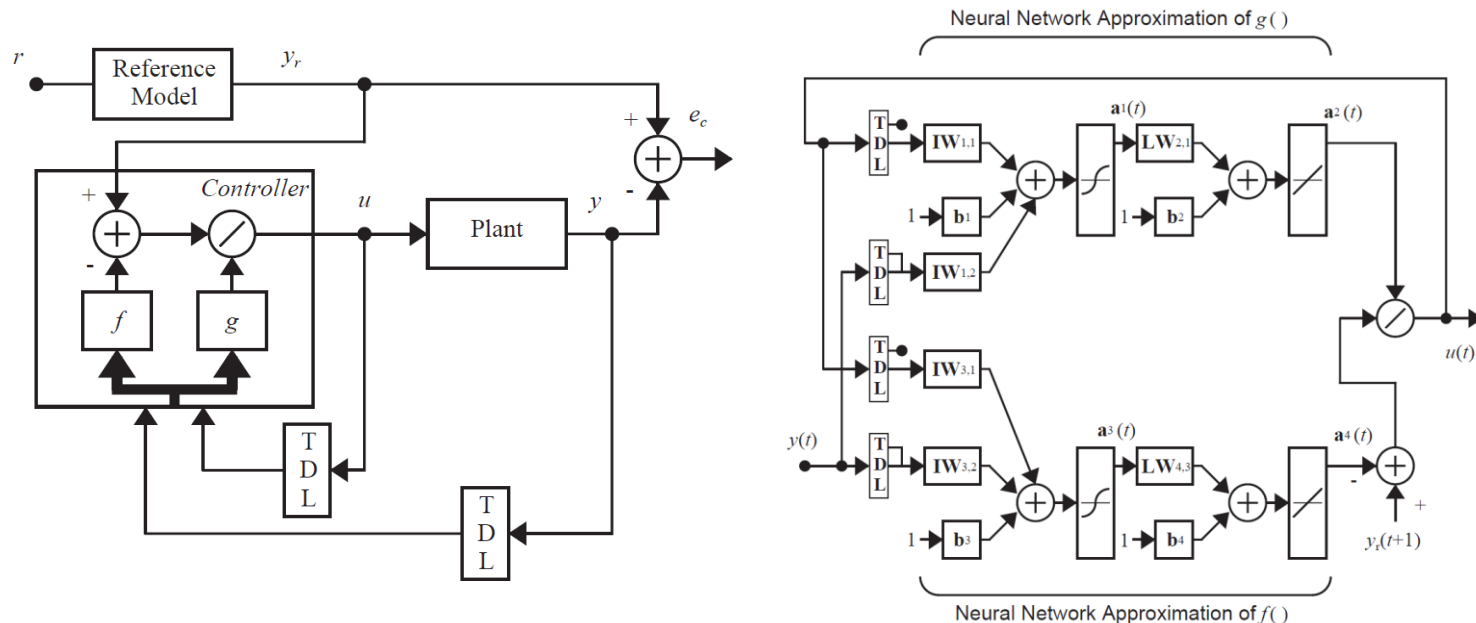 r
Reference
Model
y_r
+
e_c
-
Controller
+
-
u
Plant
y
f
g
T
D
L
T
D
L
Neural Network Approximation of g ( )
T
D
L
IW1,1
a1(t)
LW2,1
a2 (t)
1
b1
1
b2
T
D
L
IW1,2
u(t)
T
D
L
IW3,1
y(t)
T
D
L
IW3,2
a3 (t)
LW4,3
a4 (t)
-
+
1
b3
1
b4
yr(t+1)
Neural Network Approximation of f ( )